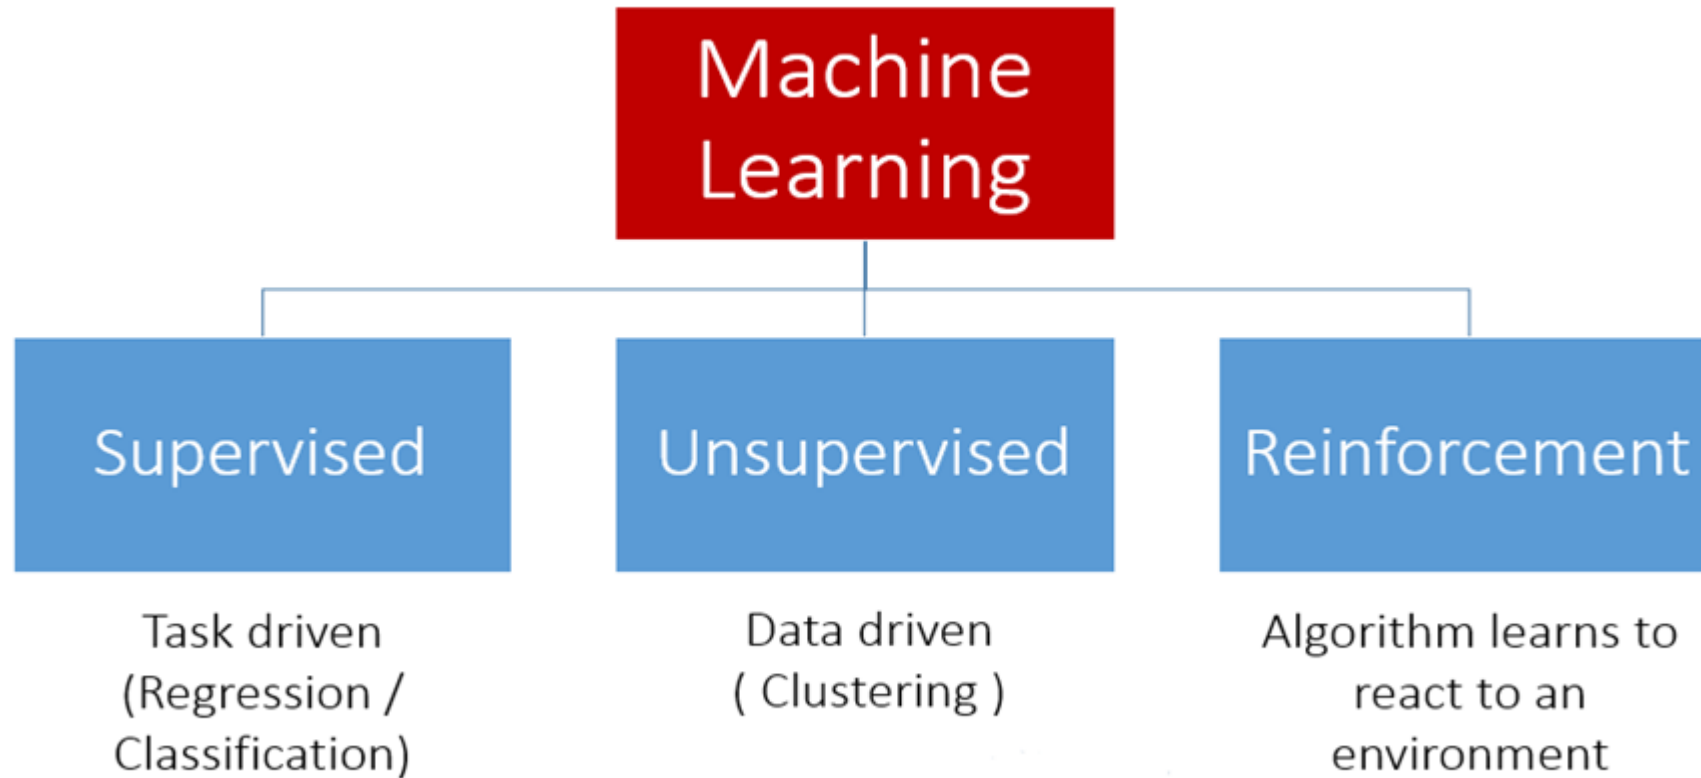 Machine
Learning
Supervised
Unsupervised
Reinforcement
Task driven
(Regression /
Classification)
Data driven
( Clustering )
Algorithm learns to
react to an
environment